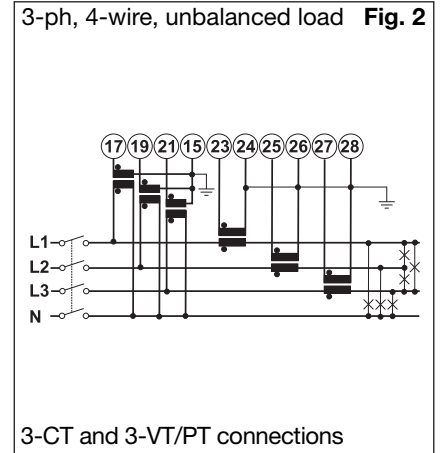 3-ph, 4-wire, unbalanced load Fig. 2
17 19 21 15 23 24 25 26 27 28
L1
L2
L3
N
3-CT and 3-VT/PT connections